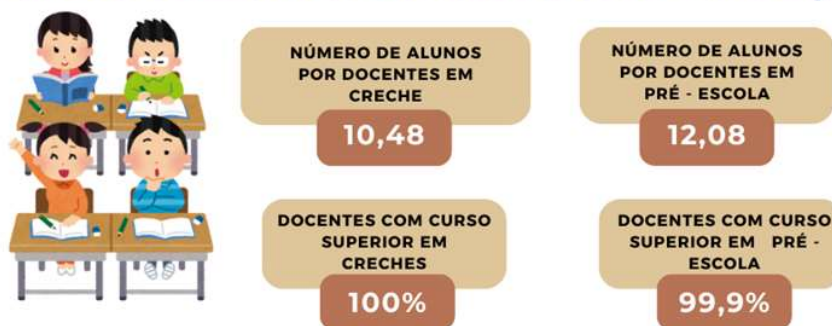 NÚMERO DE ALUNOS
POR DOCENTES EM
CRECHE
10,48
NÚMERO DE ALUNOS
POR DOCENTES EM
PRÉ - ESCOLA
12,08
DOCENTES COM CURSO
SUPERIOR EM
CRECHES
100%
DOCENTES COM CURSO
SUPERIOR EM PRÉ -
ESCOLA
99,9%